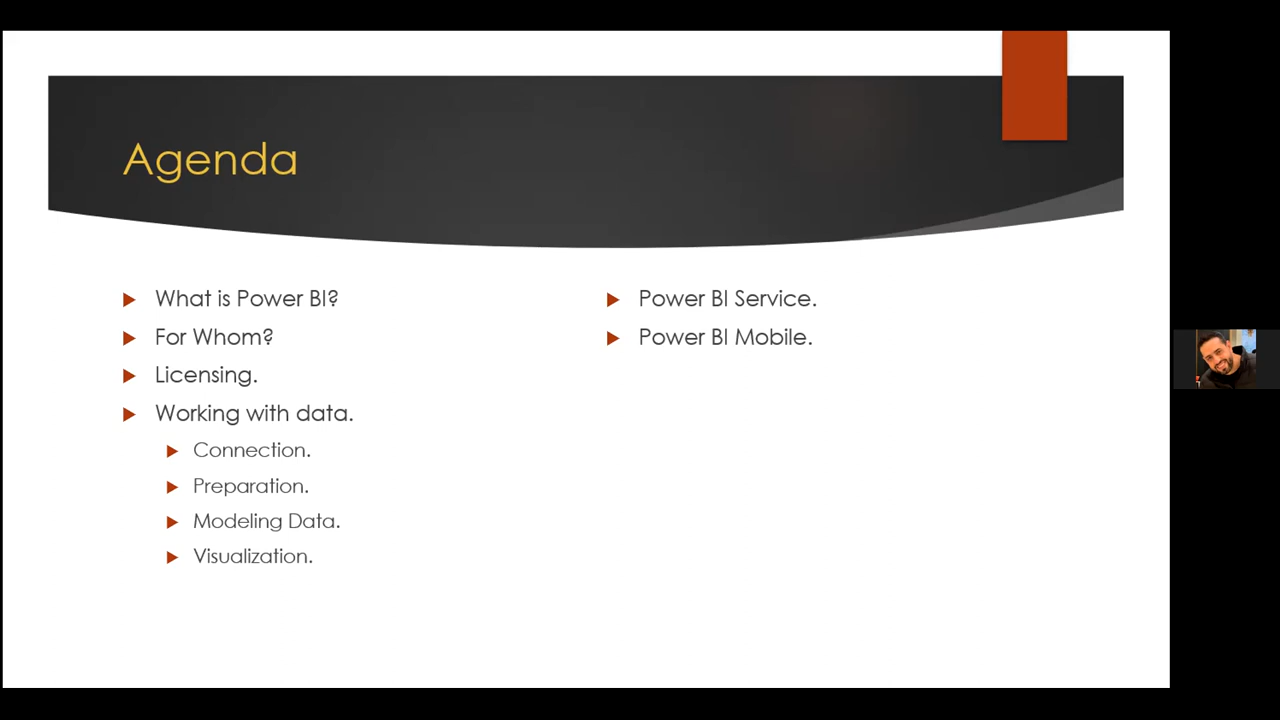 Agenda
What is Power BI?
For Whom?
Licensing.
Working with data.
Connection.
Preparation.
Modeling Data.
Visualization.
Power BI Service.
Power BI Mobile.